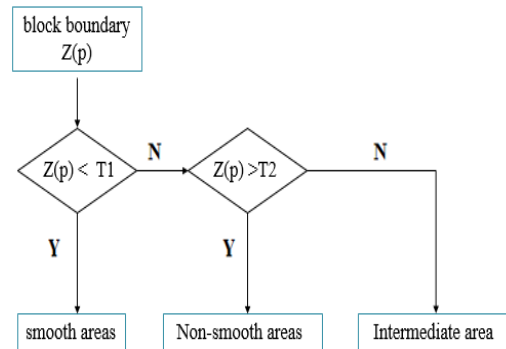 block boundary
Z(p)
Z(p) < T1
N
Z(p) >T2
N
Y
Y
smooth areas
Non-smooth areas
Intermediate area